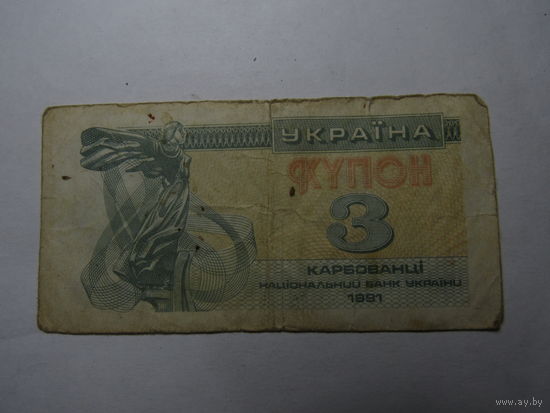 УКРАЇНА
КУПОН
3
КАРБОВАНЦІ
НАЦІОНАЛЬНИЙ БАНК УКРАЇНИ
1991
www.ay.by